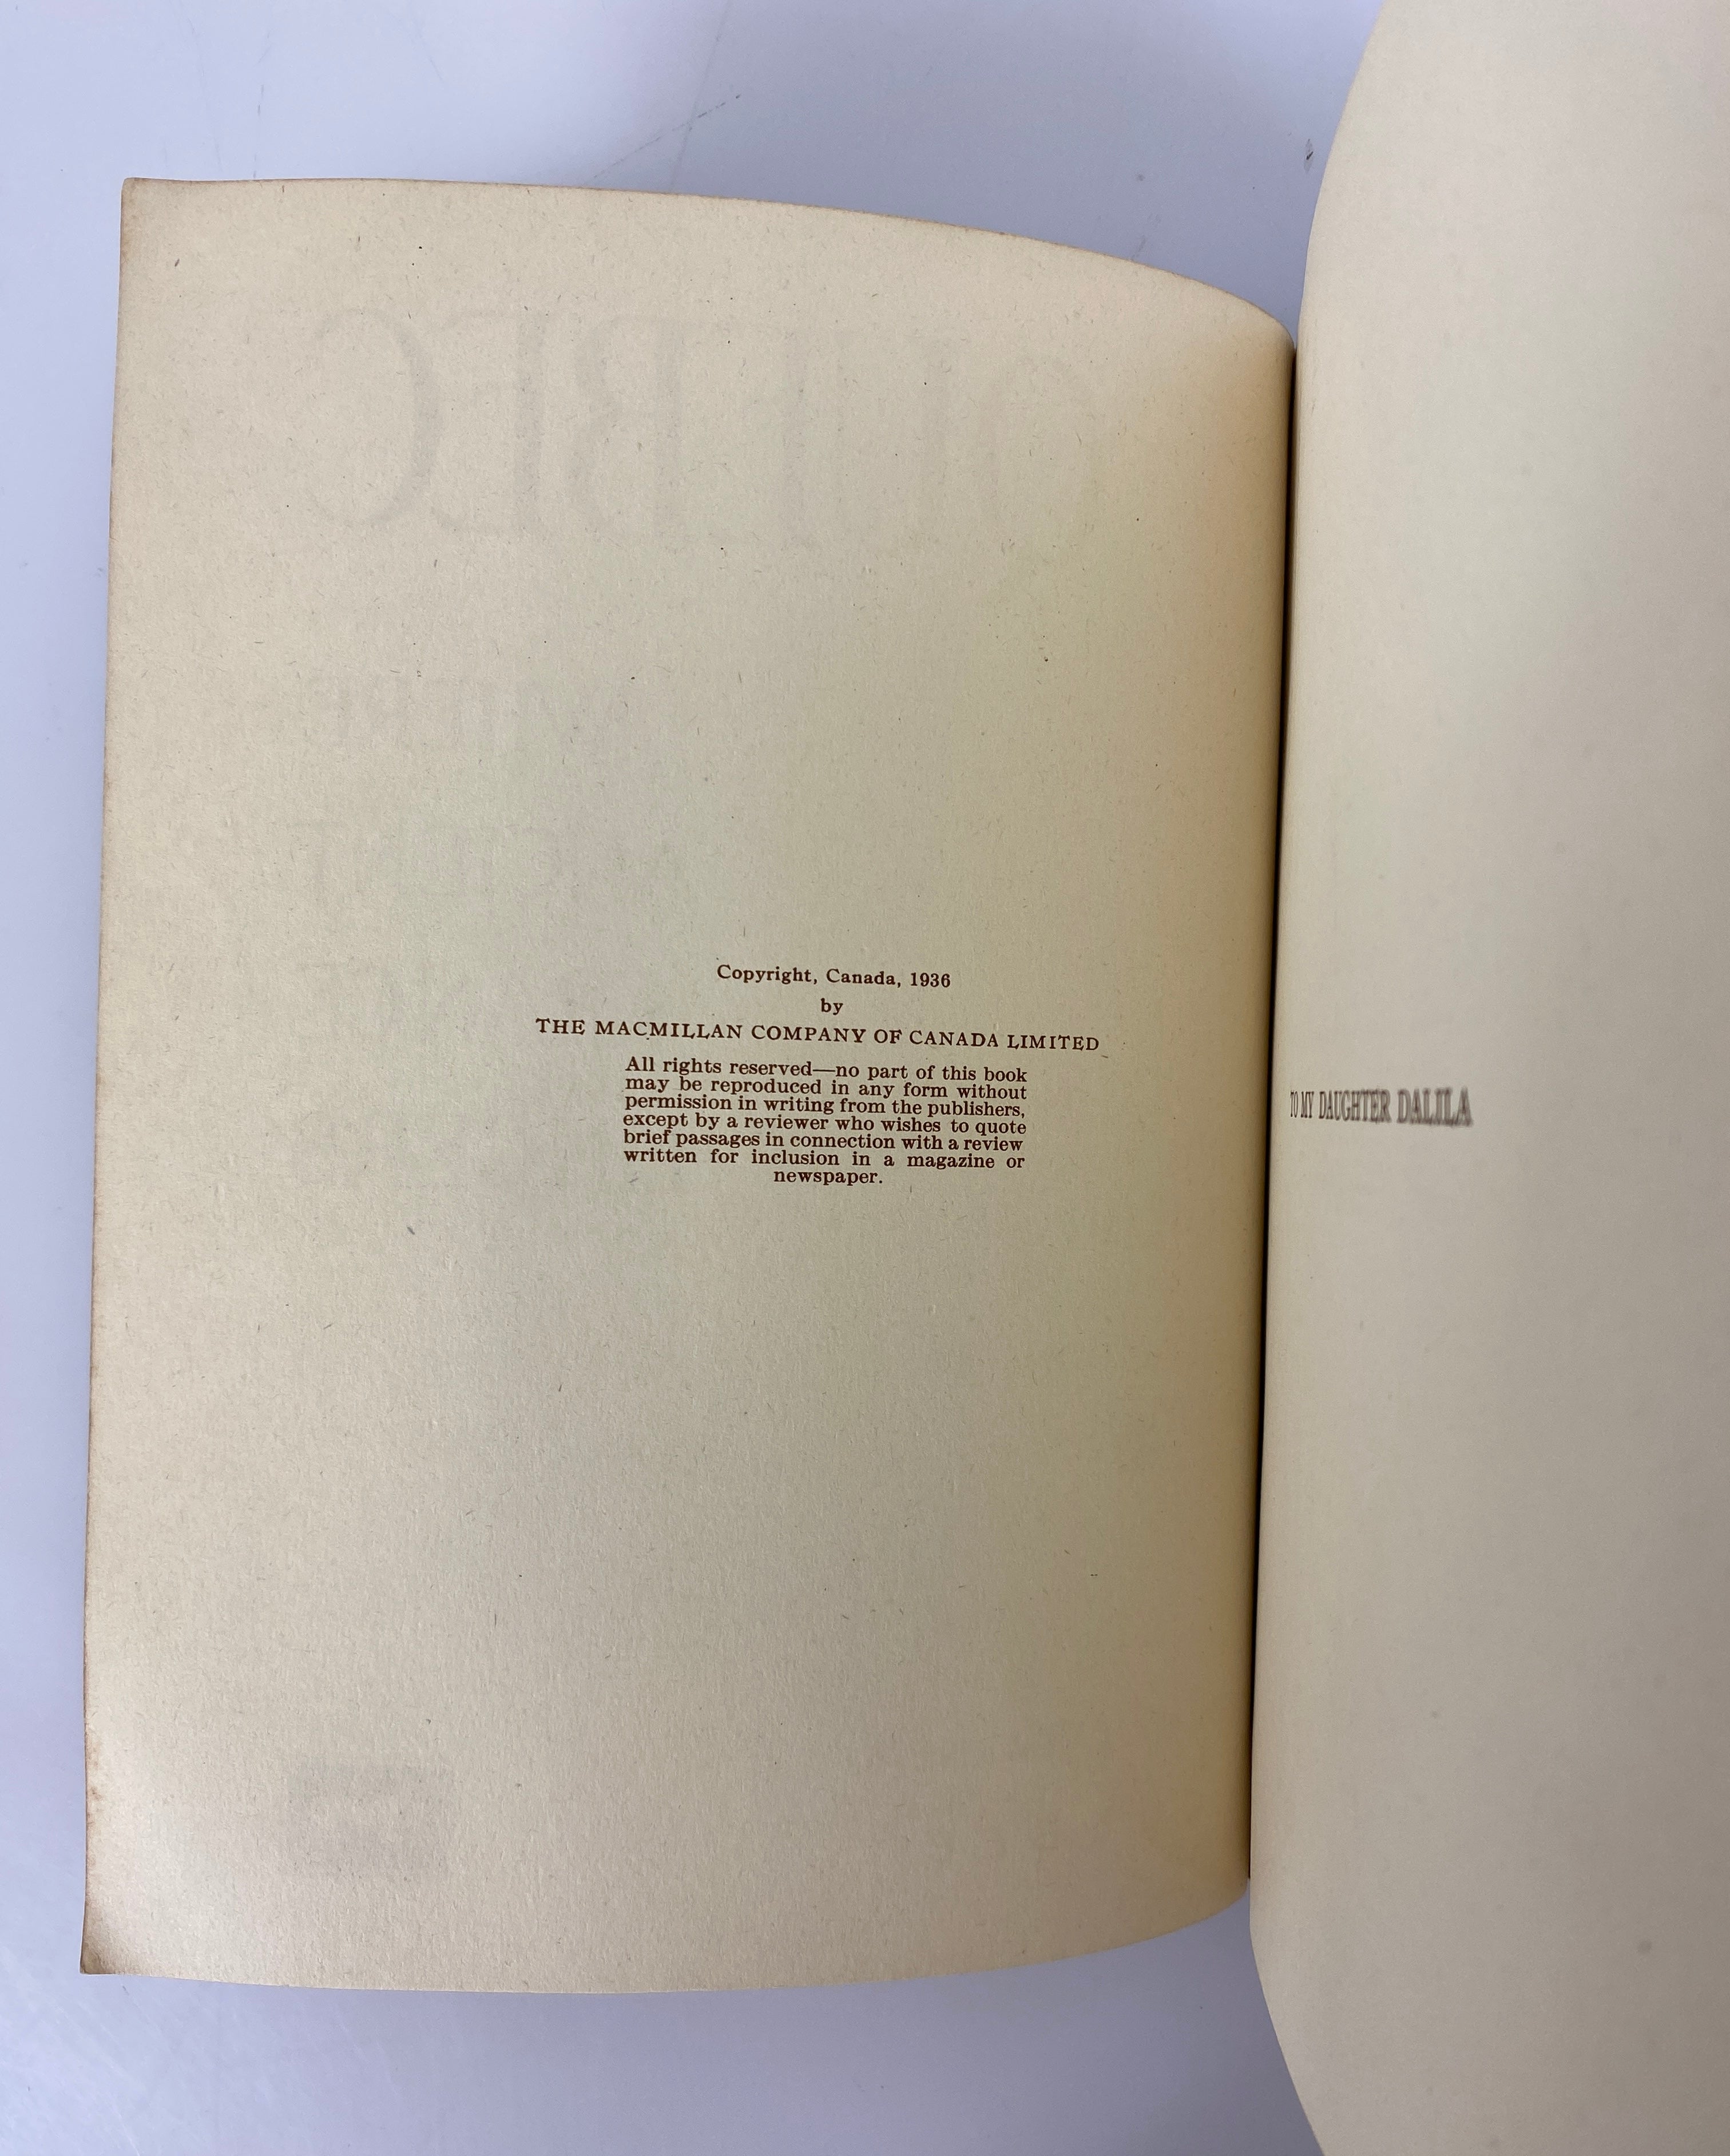 Copyright, Canada, 1936
by
THE MACMILLAN COMPANY OF CANADA LIMITED
All rights reserved—no part of this book
may be reproduced in any form without
permission in writing from the publishers,
except by a reviewer who wishes to quote
brief passages in connection with a review
written for inclusion in a magazine or
newspaper.
TO MY DAUGHTER DALILA